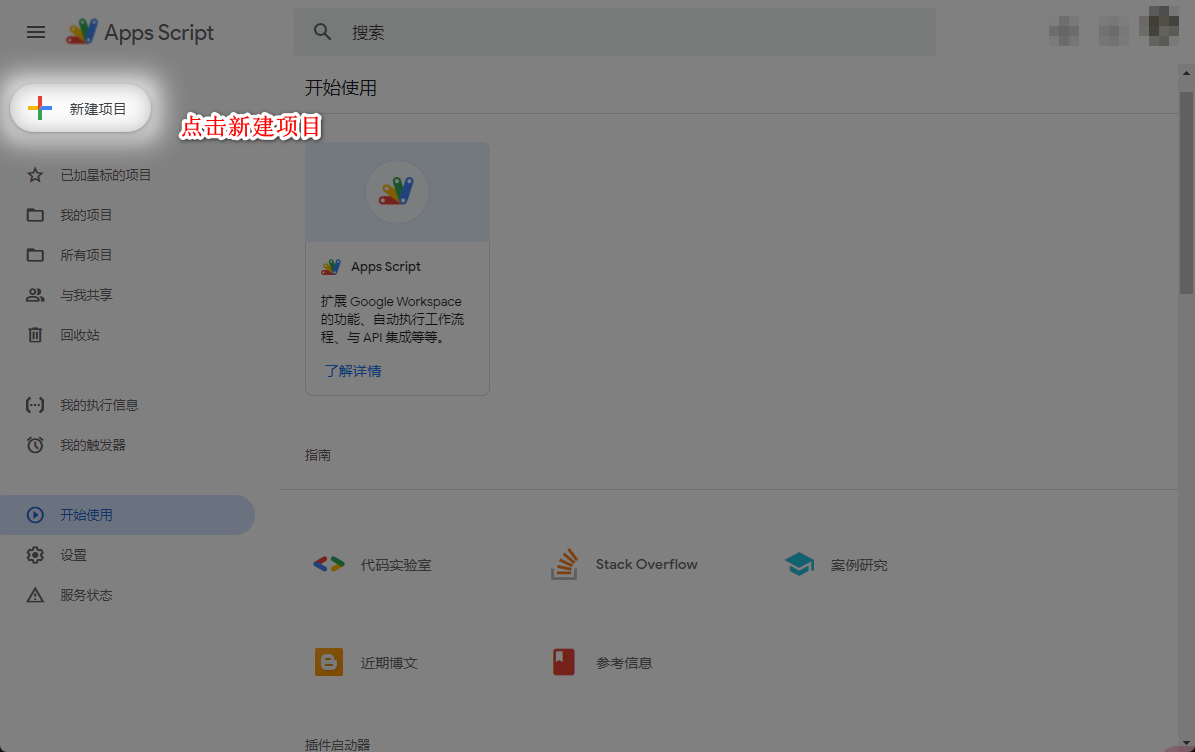 Apps Script
搜索
新建项目
点击新建项目
已加星标的项目
我的项目
所有项目
与我共享
回收站
我的执行信息
我的触发器
开始使用
设置
服务状态
开始使用
Apps Script
扩展 Google Workspace
的功能、自动执行工作流
程、与 API 集成等等。
了解详情
指南
代码实验室
Stack Overflow
案例研究
近期博文
参考信息
插件启动器